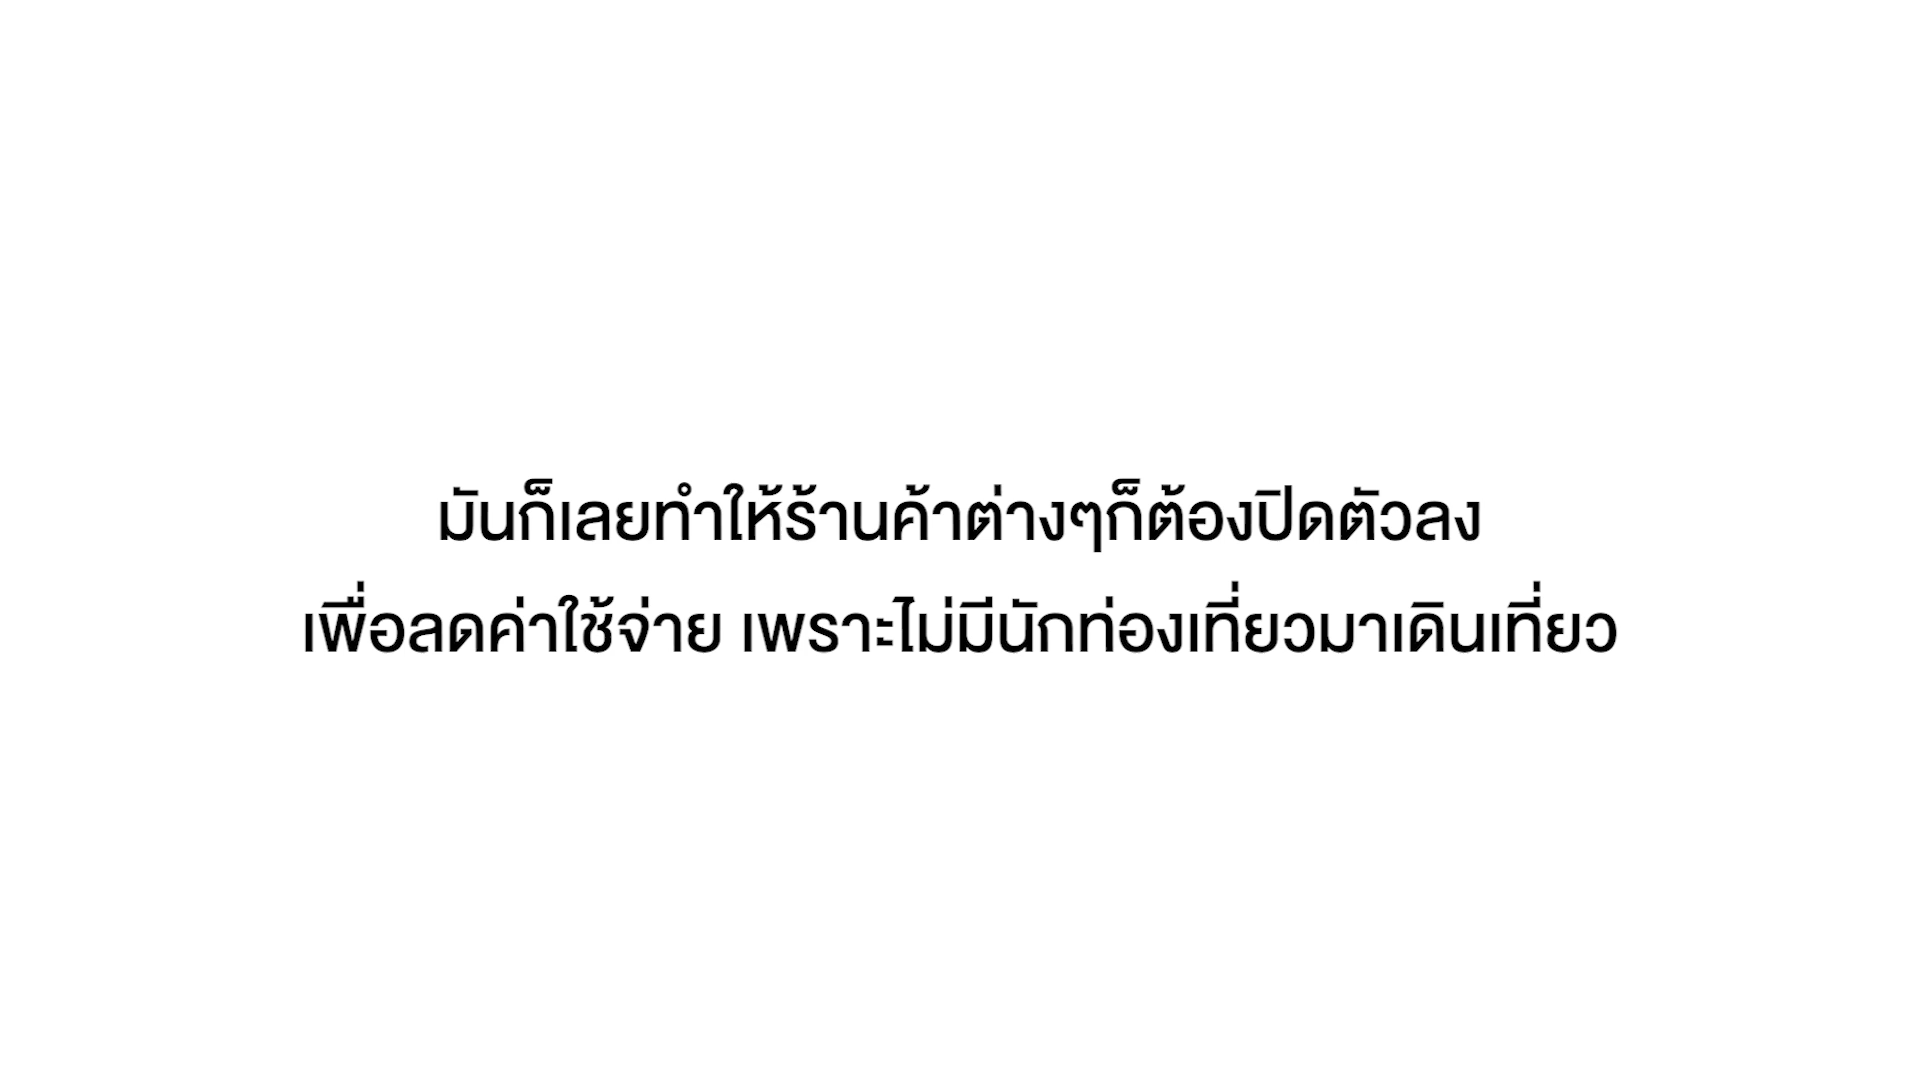 มันก็เลยทำให้ร้านค้าต่างๆก็ต้องปิดตัวลง
เพื่อลดค่าใช้จ่าย เพราะไม่มีนักท่องเที่ยวมาเดินเที่ยว